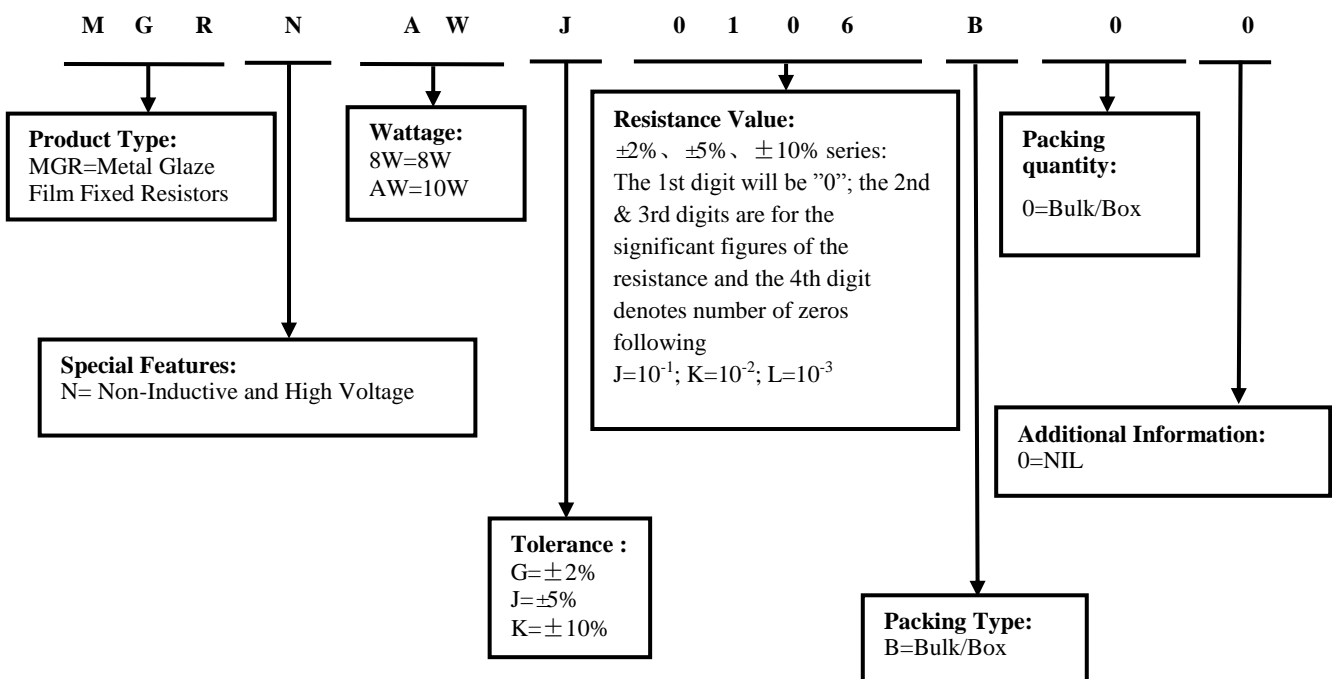 M G R N A W J 0 1 0 6 B 0 0
Product Type:
MGR=Metal Glaze
Film Fixed Resistors
Wattage:
8W=8W
AW=10W
Resistance Value:
±2%、±5%、±10% series:
The 1st digit will be ”0”; the 2nd
& 3rd digits are for the
significant figures of the
resistance and the 4th digit
denotes number of zeros
following
J=10⁻¹; K=10⁻²; L=10⁻³
Packing
quantity:
0=Bulk/Box
Special Features:
N= Non-Inductive and High Voltage
Additional Information:
0=NIL
Tolerance :
G=±2%
J=±5%
K=±10%
Packing Type:
B=Bulk/Box